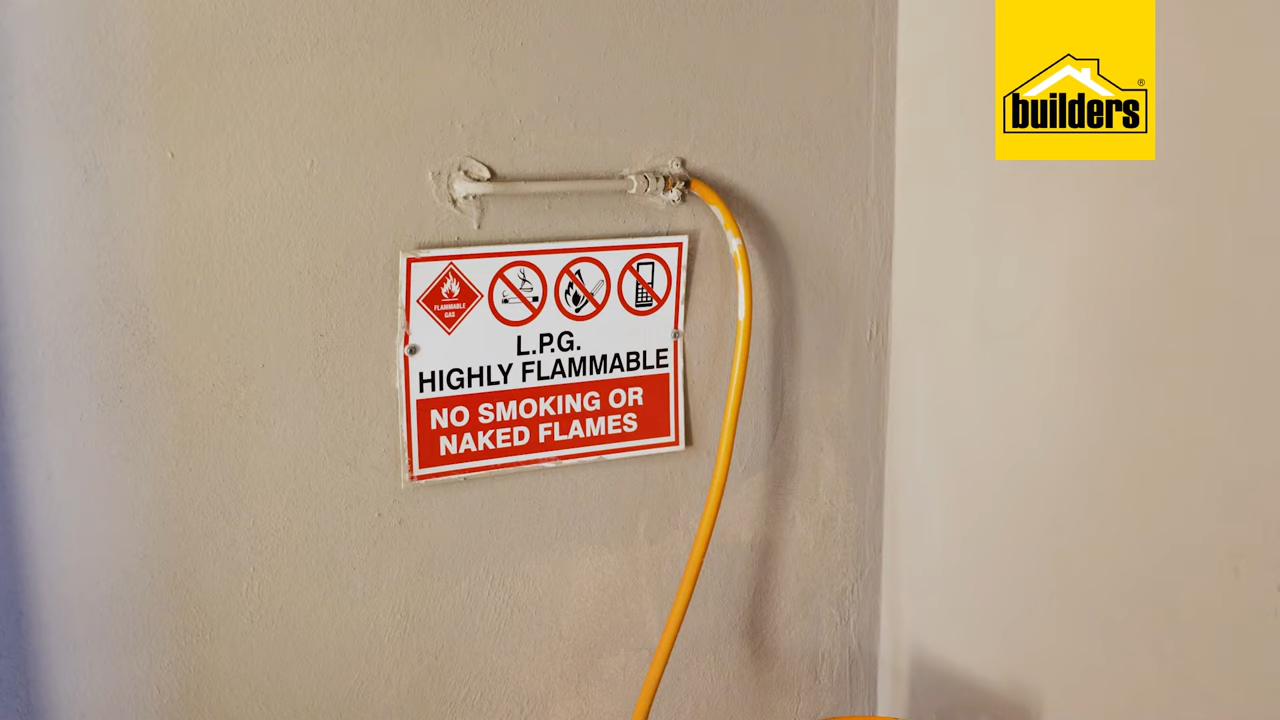 builders®
FLAMMABLE
GAS
L.P.G.
HIGHLY FLAMMABLE
NO SMOKING OR
NAKED FLAMES